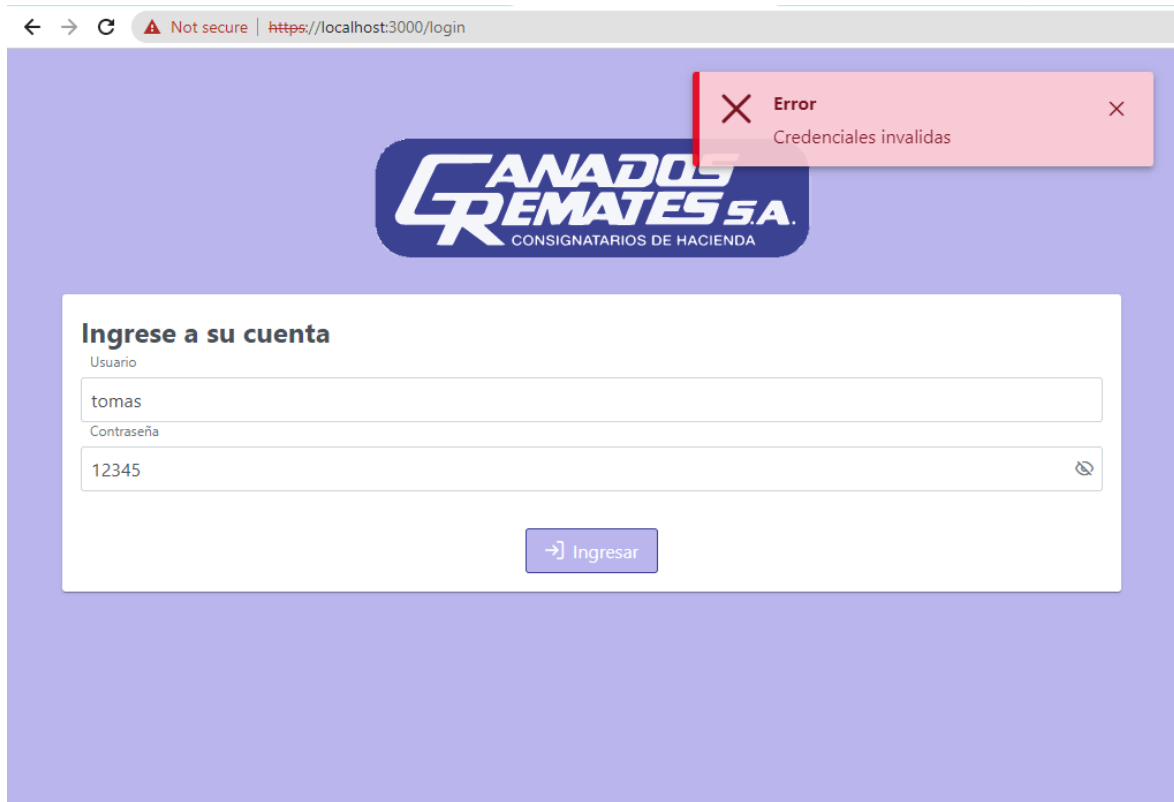 Not secure | https://localhost:3000/login
Error
Credenciales invalidas
GANADOS
REMATES S.A.
CONSIGNATARIOS DE HACIENDA
Ingrese a su cuenta
Usuario
tomas
Contraseña
12345
Ingresar